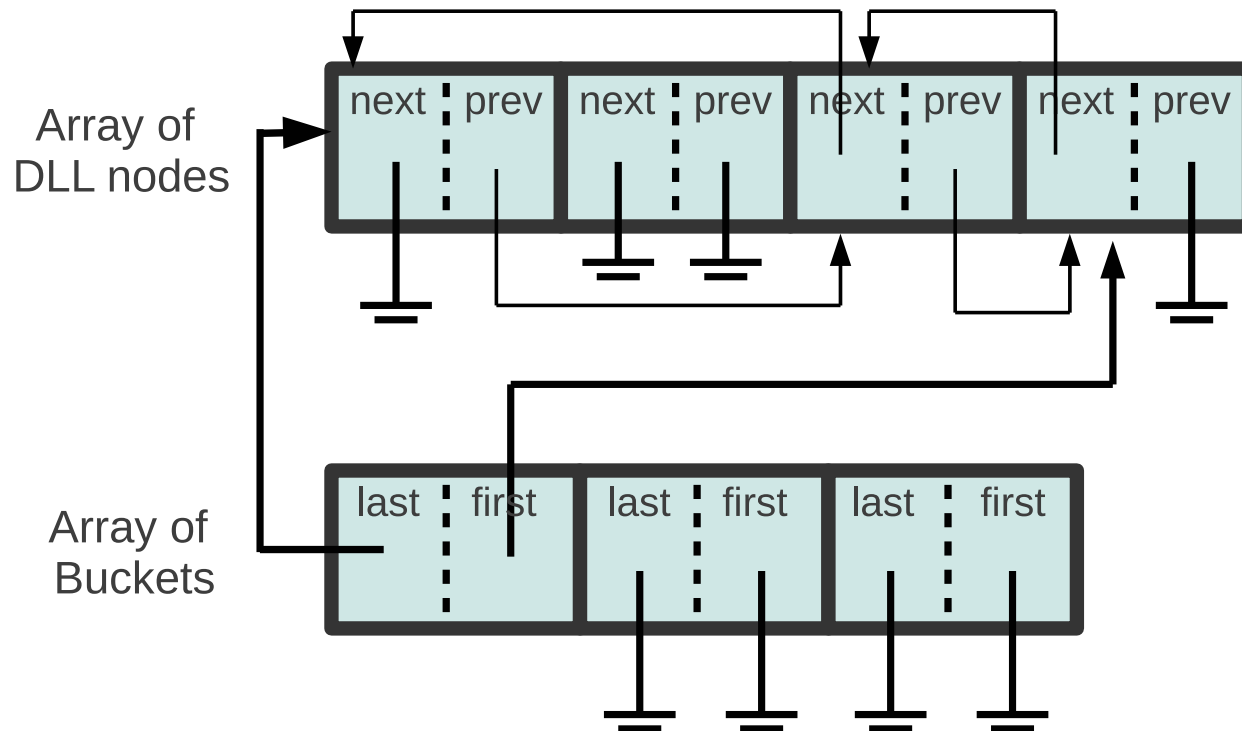 Array of
DLL nodes
next prev next prev next prev next prev
Array of
Buckets
last first last first last first